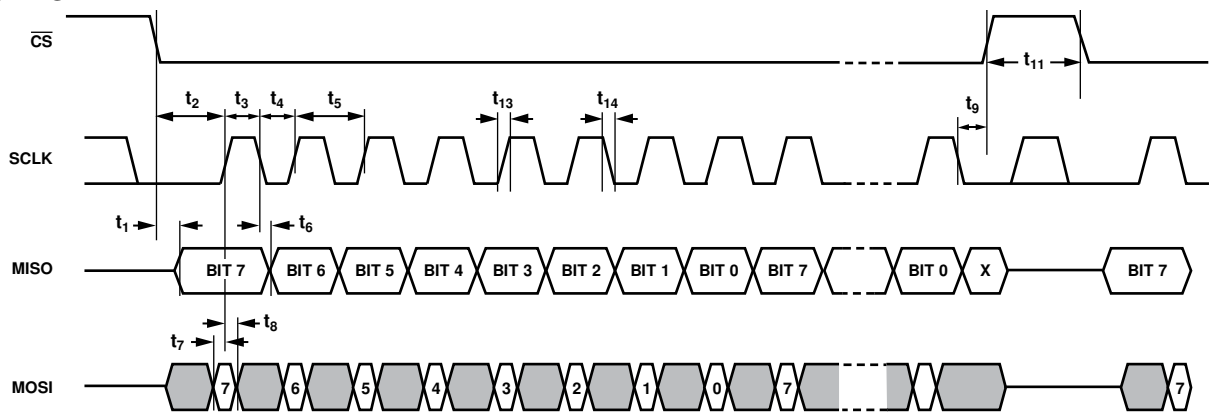 CS t₁₁
t₂ t₃ t₄ t₅ t₁₃ t₁₄ t₉
SCLK
t₁ t₆
MISO BIT 7 BIT 6 BIT 5 BIT 4 BIT 3 BIT 2 BIT 1 BIT 0 BIT 7 BIT 0 X BIT 7
t₇ t₈
MOSI 7 6 5 4 3 2 1 0 7 7